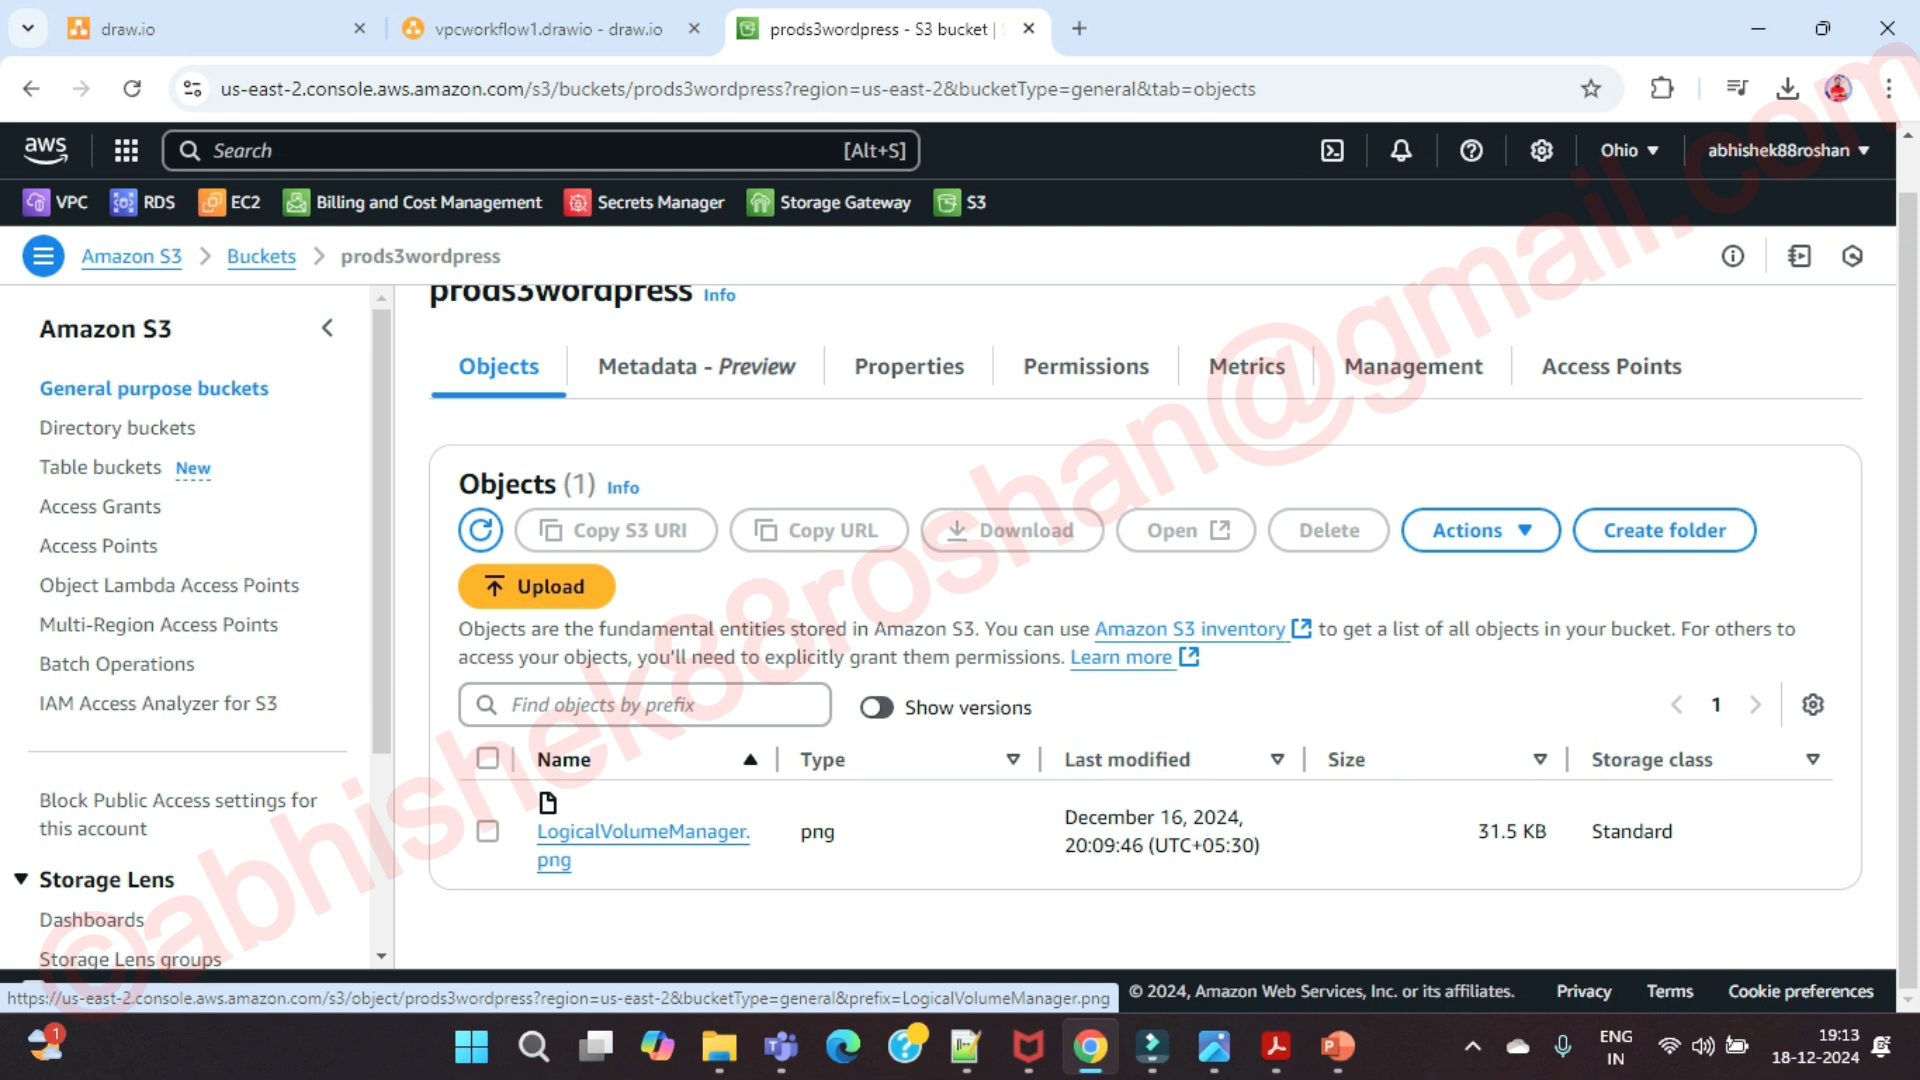 draw.io
vpcworkflow1.drawio - draw.io
prods3wordpress - S3 bucket | S
us-east-2.console.aws.amazon.com/s3/buckets/prods3wordpress?region=us-east-2&bucketType=general&tab=objects
aws
Search
[Alt+S]
Ohio
abhishek88roshan
VPC
RDS
EC2
Billing and Cost Management
Secrets Manager
Storage Gateway
S3
Amazon S3
Buckets
prods3wordpress
Amazon S3
General purpose buckets
Directory buckets
Table buckets New
Access Grants
Access Points
Object Lambda Access Points
Multi-Region Access Points
Batch Operations
IAM Access Analyzer for S3
Block Public Access settings for
this account
Storage Lens
Dashboards
Storage Lens groups
prods3wordpress Info
Objects
Metadata - Preview
Properties
Permissions
Metrics
Management
Access Points
Objects (1) Info
Copy S3 URI
Copy URL
Download
Open
Delete
Actions
Create folder
Upload
Objects are the fundamental entities stored in Amazon S3. You can use Amazon S3 inventory to get a list of all objects in your bucket. For others to
access your objects, you'll need to explicitly grant them permissions. Learn more
Find objects by prefix
Show versions
1
Name
Type
Last modified
Size
Storage class
LogicalVolumeManager.
png
png
December 16, 2024,
20:09:46 (UTC+05:30)
31.5 KB
Standard
©abhishek88roshan@gmail.com
https://us-east-2.console.aws.amazon.com/s3/object/prods3wordpress?region=us-east-2&bucketType=general&prefix=LogicalVolumeManager.png
© 2024, Amazon Web Services, Inc. or its affiliates.
Privacy
Terms
Cookie preferences
1
ENG
IN
19:13
18-12-2024